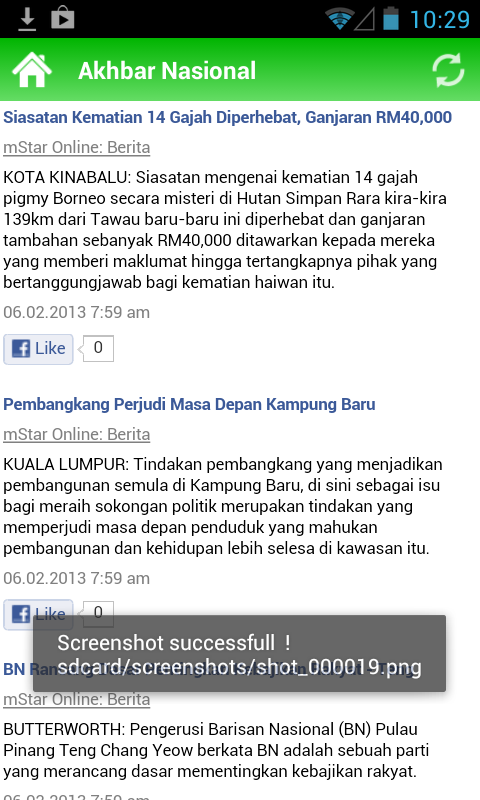 10:29
Akhbar Nasional
Siasatan Kematian 14 Gajah Diperhebat, Ganjaran RM40,000
mStar Online: Berita
KOTA KINABALU: Siasatan mengenai kematian 14 gajah
pigmy Borneo secara misteri di Hutan Simpan Rara kira-kira
139km dari Tawau baru-baru ini diperhebat dan ganjaran
tambahan sebanyak RM40,000 ditawarkan kepada mereka
yang memberi maklumat hingga tertangkapnya pihak yang
bertanggungjawab bagi kematian haiwan itu.
06.02.2013 7:59 am
Like 0
Pembangkang Perjudi Masa Depan Kampung Baru
mStar Online: Berita
KUALA LUMPUR: Tindakan pembangkang yang menjadikan
pembangunan semula di Kampung Baru, di sini sebagai isu
bagi meraih sokongan politik merupakan tindakan yang
memperjudi masa depan penduduk yang mahukan
pembangunan dan kehidupan lebih selesa di kawasan itu.
06.02.2013 7:59 am
Like 0
Screenshot successfull !
sdcard/screenshots/shot_000019.png
BN
mStar Online: Berita
BUTTERWORTH: Pengerusi Barisan Nasional (BN) Pulau
Pinang Teng Chang Yeow berkata BN adalah sebuah parti
yang merancang dasar mementingkan kebajikan rakyat.
06.02.2013 7:59 am